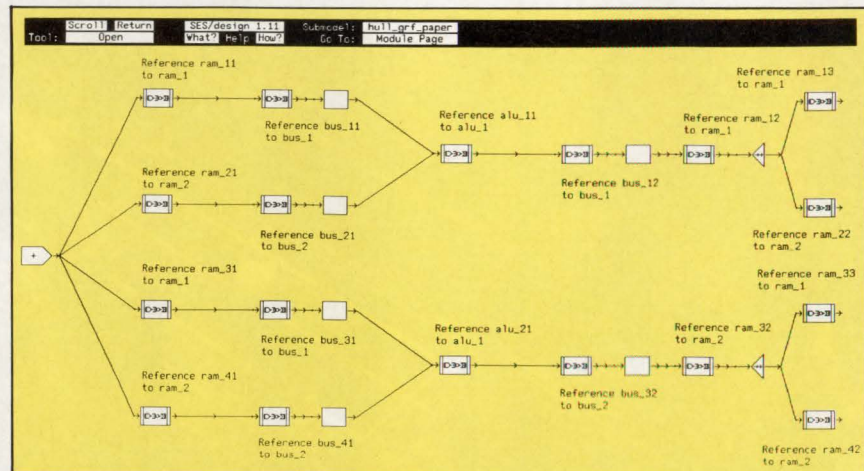 Scroll Return SES/design 1.11 Submodel: hull_grf_paper
Tool: Open What? Help How? Go To: Module Page
Reference ram_11
to ram_1
Reference bus_11
to bus_1
Reference alu_11
to alu_1
Reference ram_12
to ram_1
Reference ram_13
to ram_1
Reference ram_21
to ram_2
Reference bus_21
to bus_2
Reference bus_12
to bus_1
Reference ram_22
to ram_2
+
Reference ram_31
to ram_1
Reference bus_31
to bus_1
Reference alu_21
to alu_1
Reference ram_32
to ram_2
Reference ram_33
to ram_1
Reference ram_41
to ram_2
Reference bus_41
to bus_2
Reference bus_32
to bus_2
Reference ram_42
to ram_2